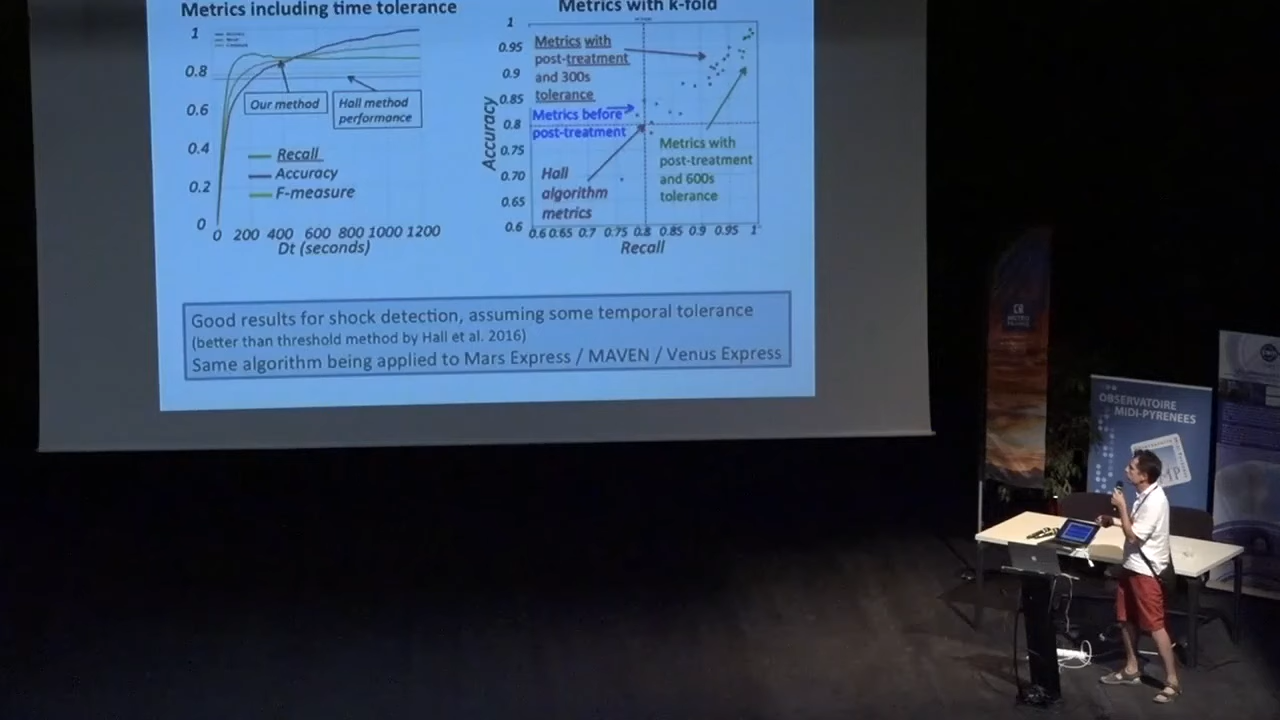 Metrics including time tolerance
1
0.8
0.6
0.4
0.2
0
Our method
Hall method
performance
Recall
Accuracy
F-measure
0 200 400 600 800 1000 1200
Dt (seconds)
Metrics with k-fold
1
0.95
0.9
0.85
0.8
0.75
0.70
0.65
0.6
Accuracy
Metrics with
post-treatment
and 300s
tolerance
Metrics before
post-treatment
Hall
algorithm
metrics
Metrics with
post-treatment
and 600s
tolerance
0.6 0.65 0.7 0.75 0.8 0.85 0.9 0.95 1
Recall
Good results for shock detection, assuming some temporal tolerance
(better than threshold method by Hall et al. 2016)
Same algorithm being applied to Mars Express / MAVEN / Venus Express
OBSERVATOIRE
MIDI-PYRENEES